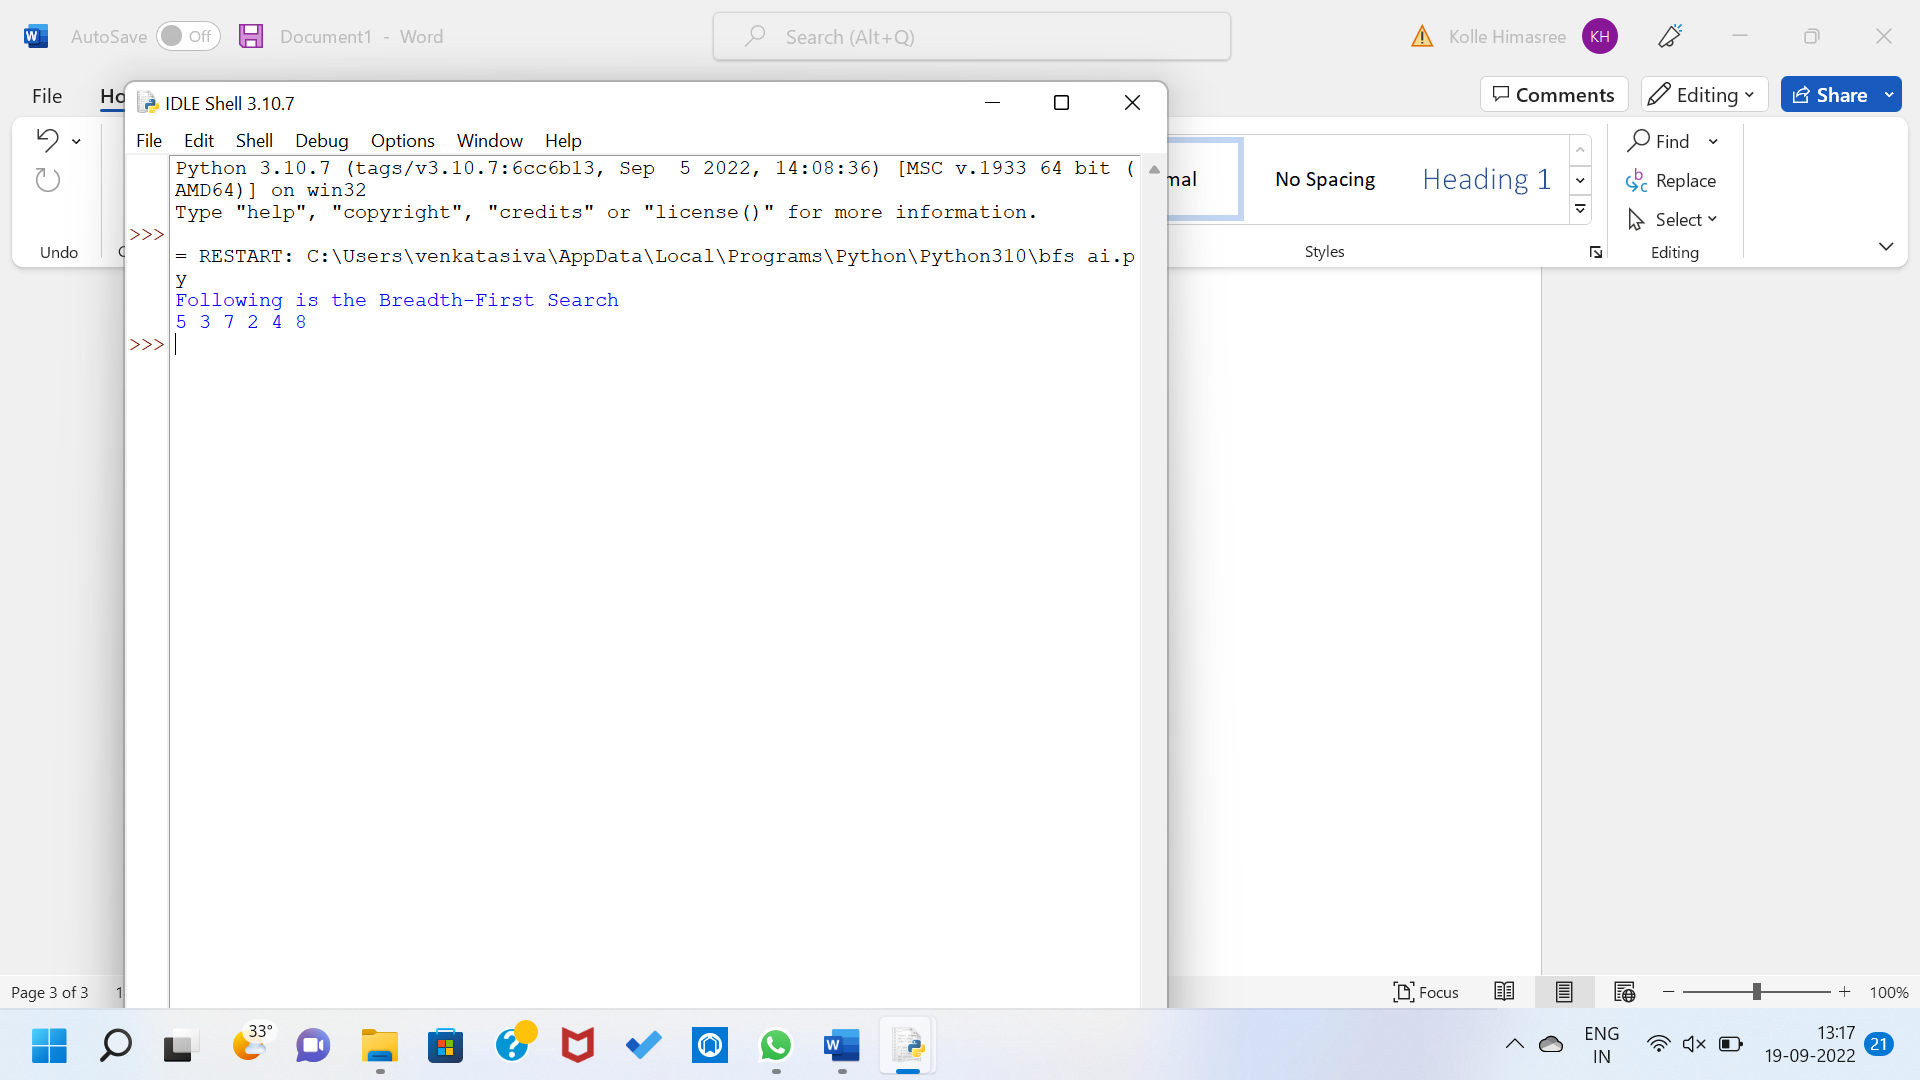 AutoSave Off Document1 - Word Search (Alt+Q) Kolle Himasree KH
File Ho Comments Editing Share
IDLE Shell 3.10.7
File Edit Shell Debug Options Window Help
Python 3.10.7 (tags/v3.10.7:6cc6b13, Sep  5 2022, 14:08:36) [MSC v.1933 64 bit (
AMD64)] on win32
Type "help", "copyright", "credits" or "license()" for more information.
>>>
= RESTART: C:\Users\venkatasiva\AppData\Local\Programs\Python\Python310\bfs ai.p
y
Following is the Breadth-First Search
5 3 7 2 4 8
>>>
Undo
mal No Spacing Heading 1
Styles
Find
Replace
Select
Editing
Page 3 of 3 1 Focus 100%
33°
ENG
IN
13:17
19-09-2022
21